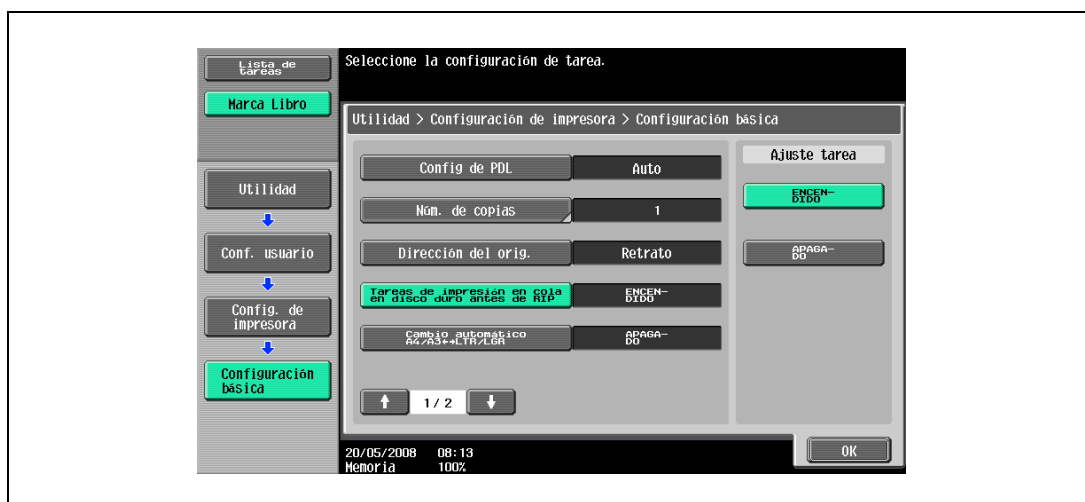 Lista de
tareas
Marca Libro
Utilidad
Conf. usuario
Config. de
impresora
Configuración
básica
Seleccione la configuración de tarea.
Utilidad > Configuración de impresora > Configuración básica
Config de PDL
Auto
Núm. de copias
1
Dirección del orig.
Retrato
Tareas de impresión en cola
en disco duro antes de RIP
ENCEN-
DIDO
Cambio automático
A4/A3↔LTR/LGR
APAGA-
DO
1/2
Ajuste tarea
ENCEN-
DIDO
APAGA-
DO
20/05/2008 08:13
Memoria 100%
OK